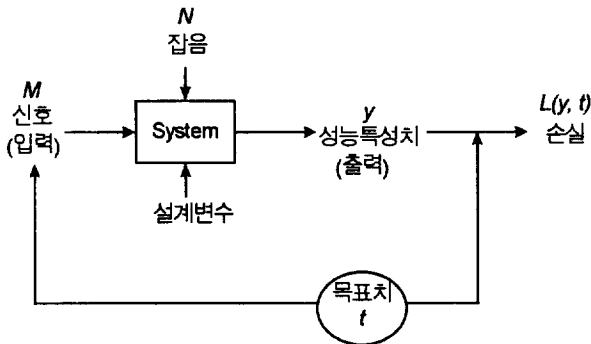 N
잡음
M
신호
(입력)
System
y
성능특성치
(출력)
L(y, t)
손실
설계변수
목표치
t